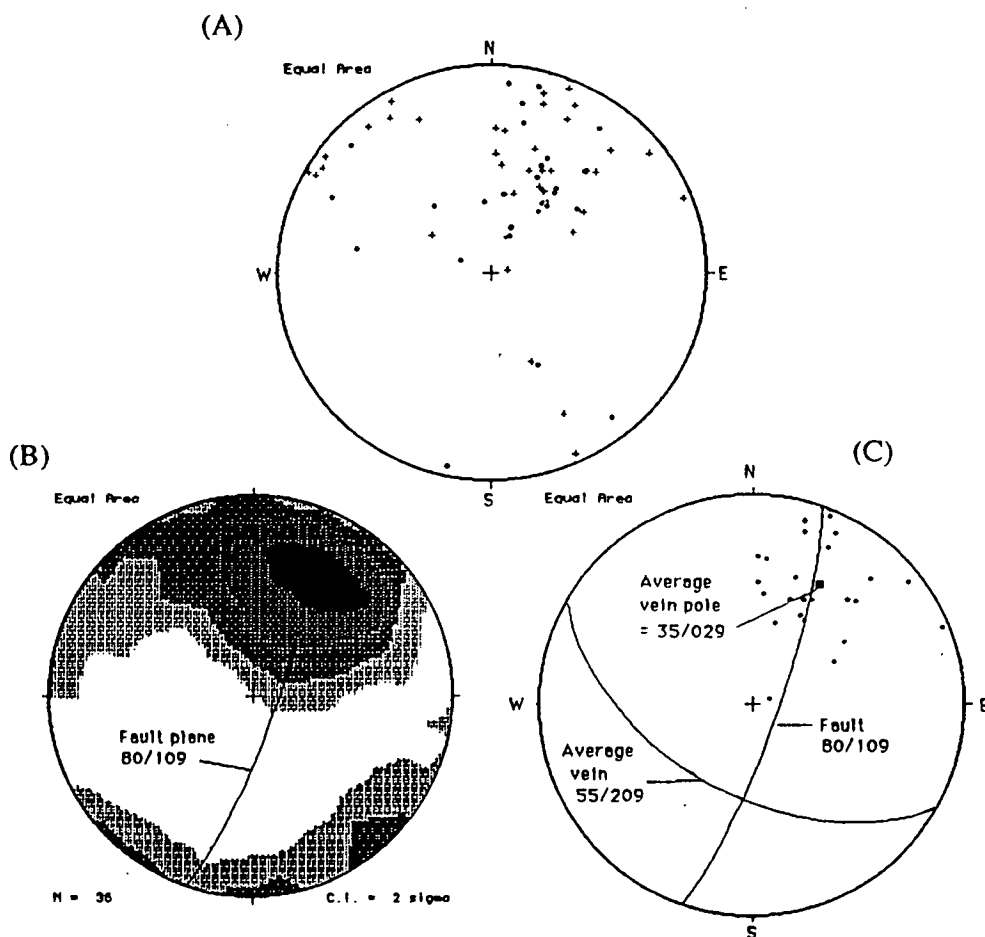 (A)
Equal Area
N
W
E
S
(B)
Equal Area
Fault plane
80/109
N = 36
C.I. = 2 sigma
(C)
Equal Area
N
Average
vein pole
= 35/029
W
E
Fault
80/109
Average
vein
55/209
S